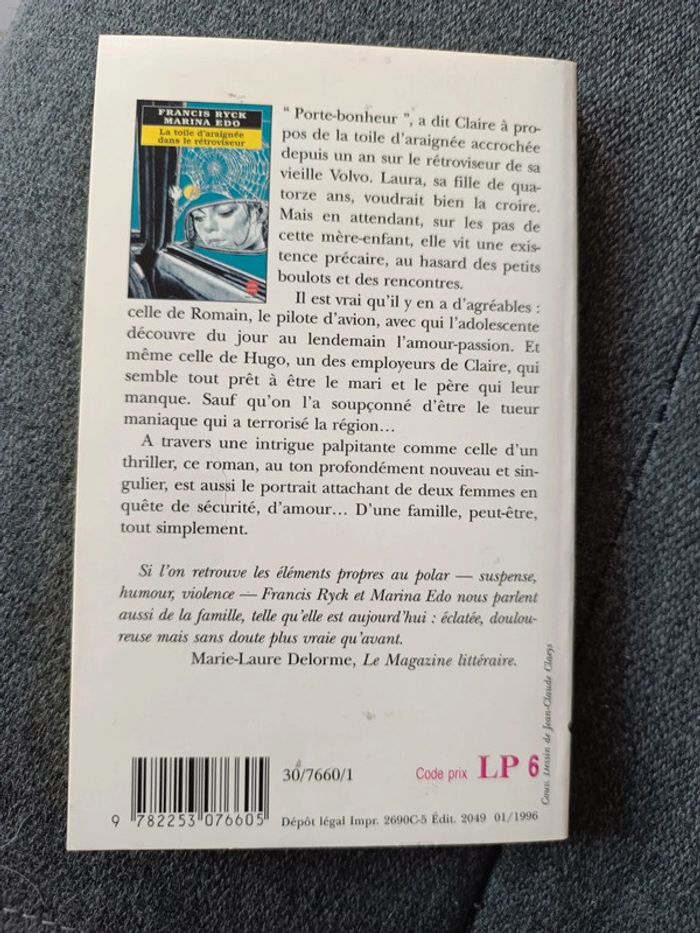 FRANCIS RYCK
MARINA EDO
La toile d'araignée
dans le rétroviseur
“ Porte-bonheur ”, a dit Claire à pro-
pos de la toile d'araignée accrochée
depuis un an sur le rétroviseur de sa
vieille Volvo. Laura, sa fille de qua-
torze ans, voudrait bien la croire.
Mais en attendant, sur les pas de
cette mère-enfant, elle vit une exis-
tence précaire, au hasard des petits
boulots et des rencontres.
Il est vrai qu'il y en a d'agréables :
celle de Romain, le pilote d'avion, avec qui l'adolescente
découvre du jour au lendemain l'amour-passion. Et
même celle de Hugo, un des employeurs de Claire, qui
semble tout prêt à être le mari et le père qui leur
manque. Sauf qu'on l'a soupçonné d'être le tueur
maniaque qui a terrorisé la région…
A travers une intrigue palpitante comme celle d'un
thriller, ce roman, au ton profondément nouveau et sin-
gulier, est aussi le portrait attachant de deux femmes en
quête de sécurité, d'amour… D'une famille, peut-être,
tout simplement.
Si l'on retrouve les éléments propres au polar — suspense,
humour, violence — Francis Ryck et Marina Edo nous parlent
aussi de la famille, telle qu'elle est aujourd'hui : éclatée, doulou-
reuse mais sans doute plus vraie qu'avant.
Marie-Laure Delorme, Le Magazine littéraire.
30/7660/1
Code prix LP 6
9 782253 076605
Dépôt légal Impr. 2690C-5 Édit. 2049 01/1996
Couv. Dessin de Jean-Claude Claeys